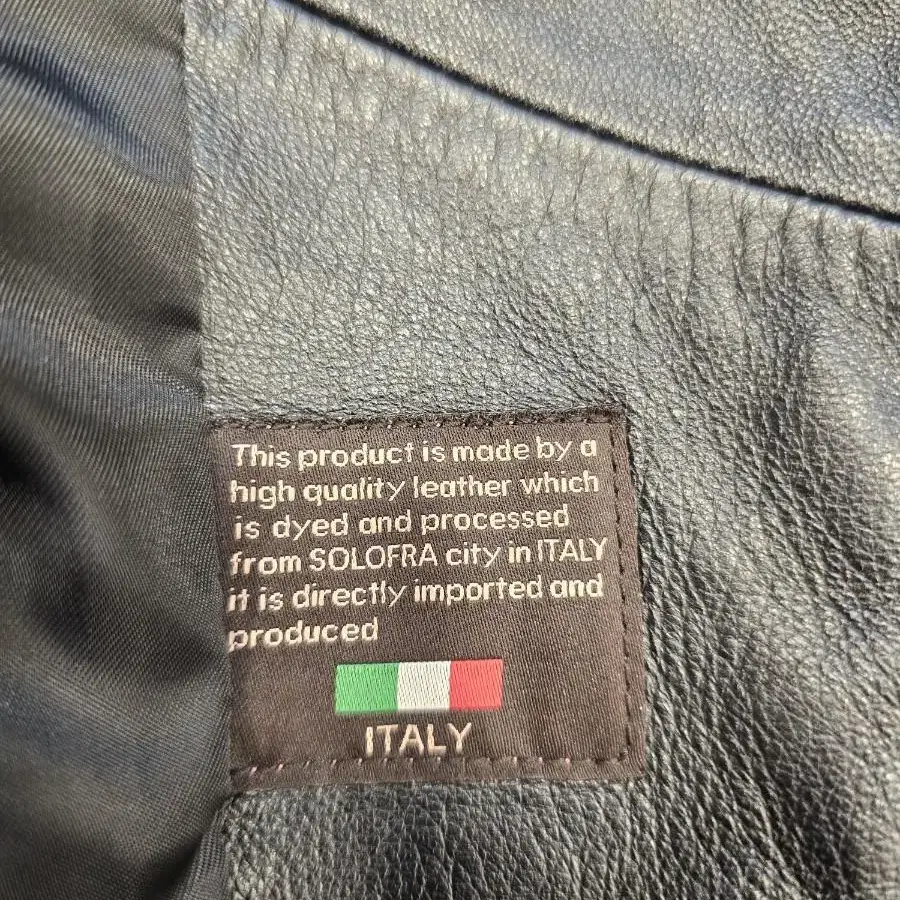 This product is made by a
high quality leather which
is dyed and processed
from SOLOFRA city in ITALY
it is directly imported and
produced
ITALY